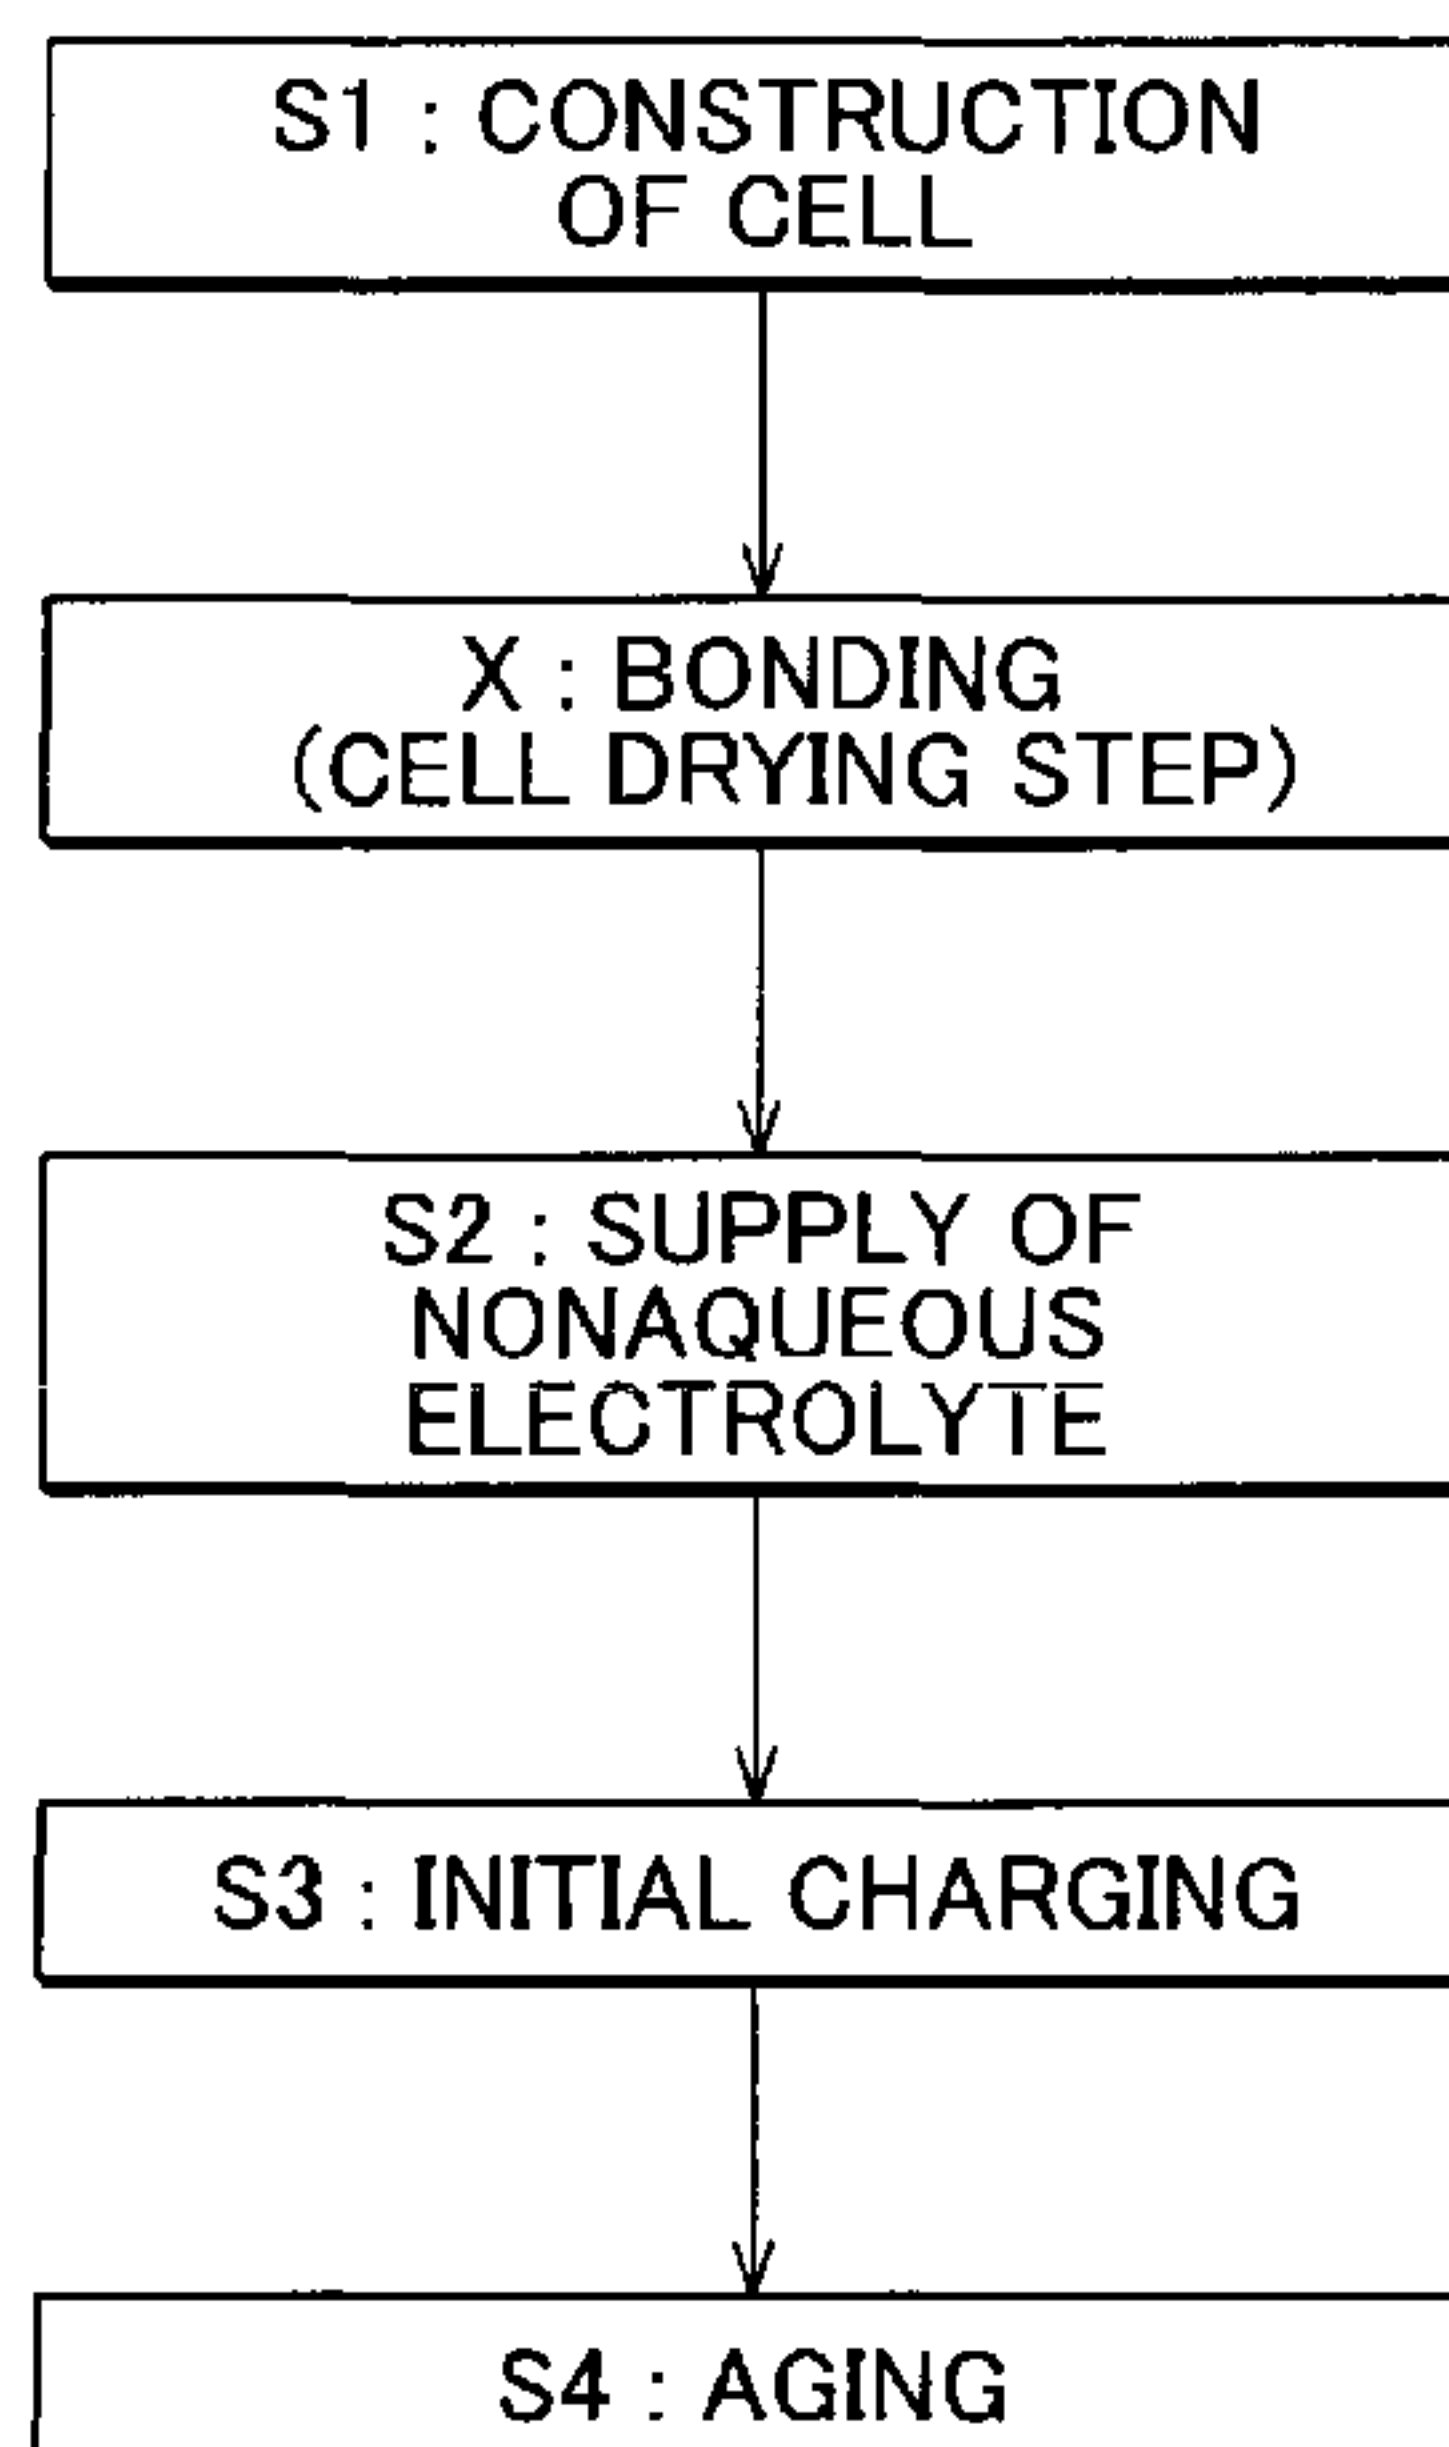 S1 : CONSTRUCTION
OF CELL
X : BONDING
(CELL DRYING STEP)
S2 : SUPPLY OF
NONAQUEOUS
ELECTROLYTE
S3 : INITIAL CHARGING
S4 : AGING